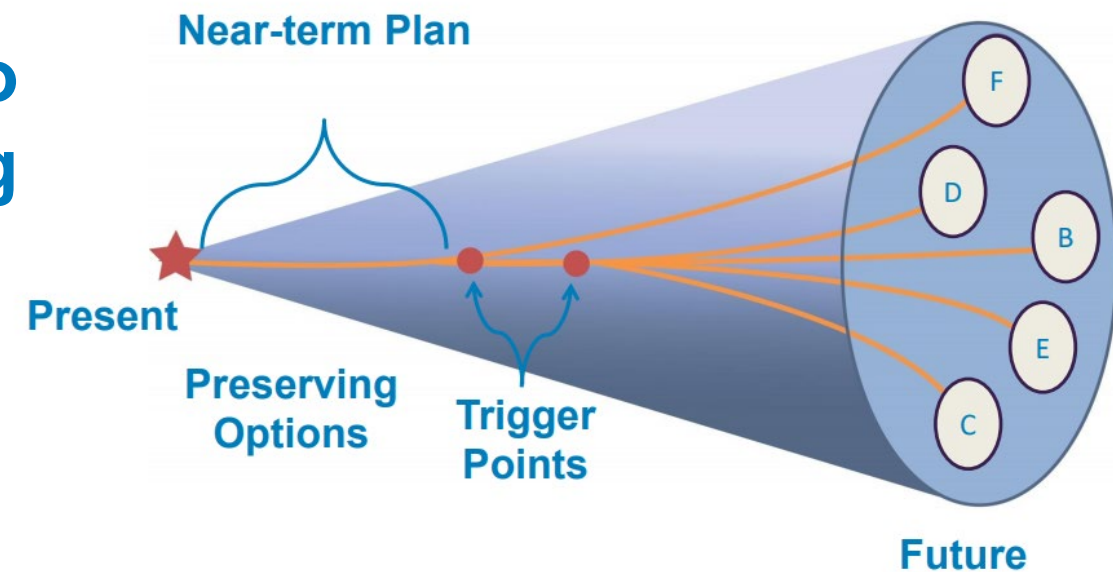 Near-term Plan
o
g
F
D
B
E
C
Present
Preserving
Options
Trigger
Points
Future